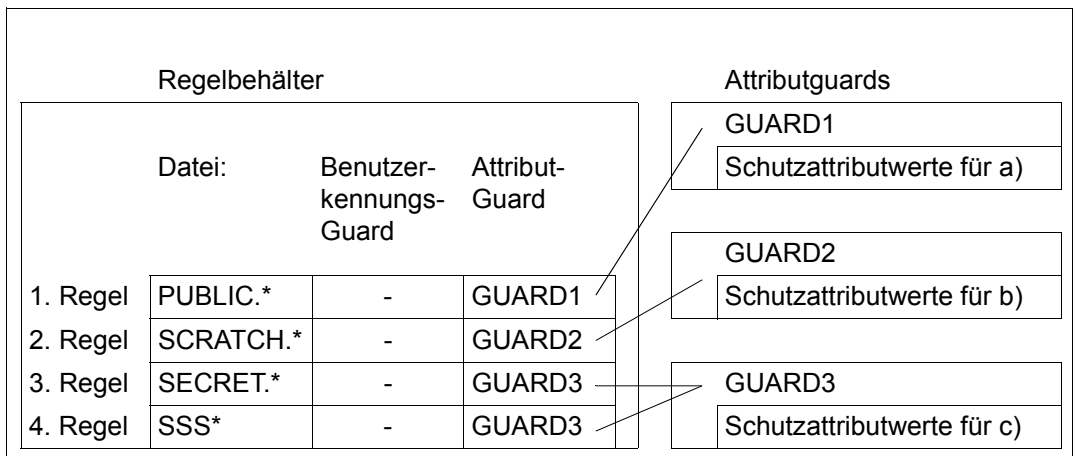 Regelbehälter
Datei: Benutzer- Attribut-
kennungs- Guard
Guard
1. Regel PUBLIC.* - GUARD1
2. Regel SCRATCH.* - GUARD2
3. Regel SECRET.* - GUARD3
4. Regel SSS* - GUARD3
Attributguards
GUARD1
Schutzattributwerte für a)
GUARD2
Schutzattributwerte für b)
GUARD3
Schutzattributwerte für c)